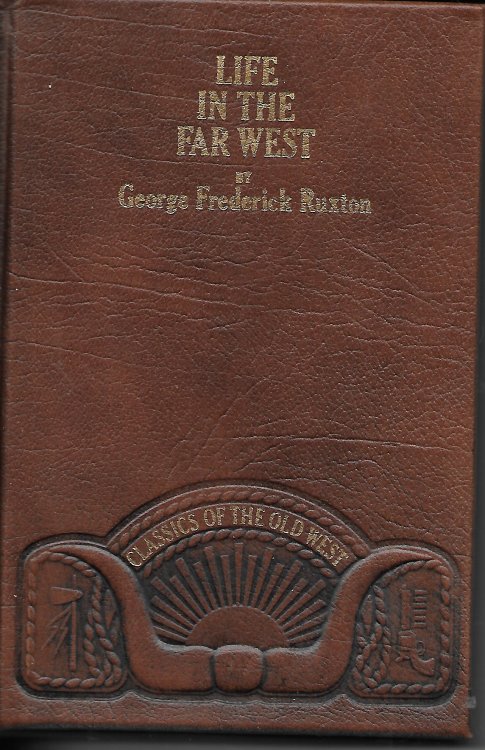 LIFE
IN THE
FAR WEST
BY
George Frederick Ruxton
CLASSICS OF THE OLD WEST